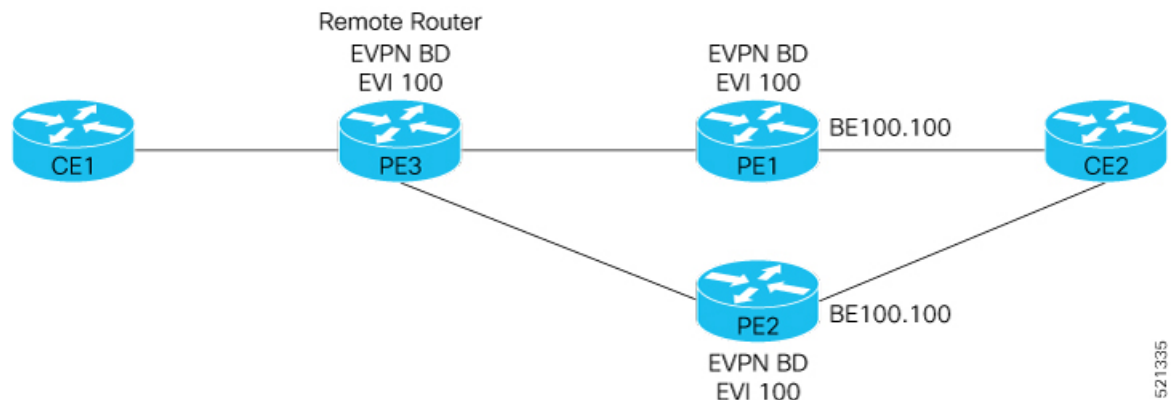 Remote Router
EVPN BD
EVI 100
EVPN BD
EVI 100
BE100.100
CE1
PE3
PE1
CE2
PE2
BE100.100
EVPN BD
EVI 100
521335